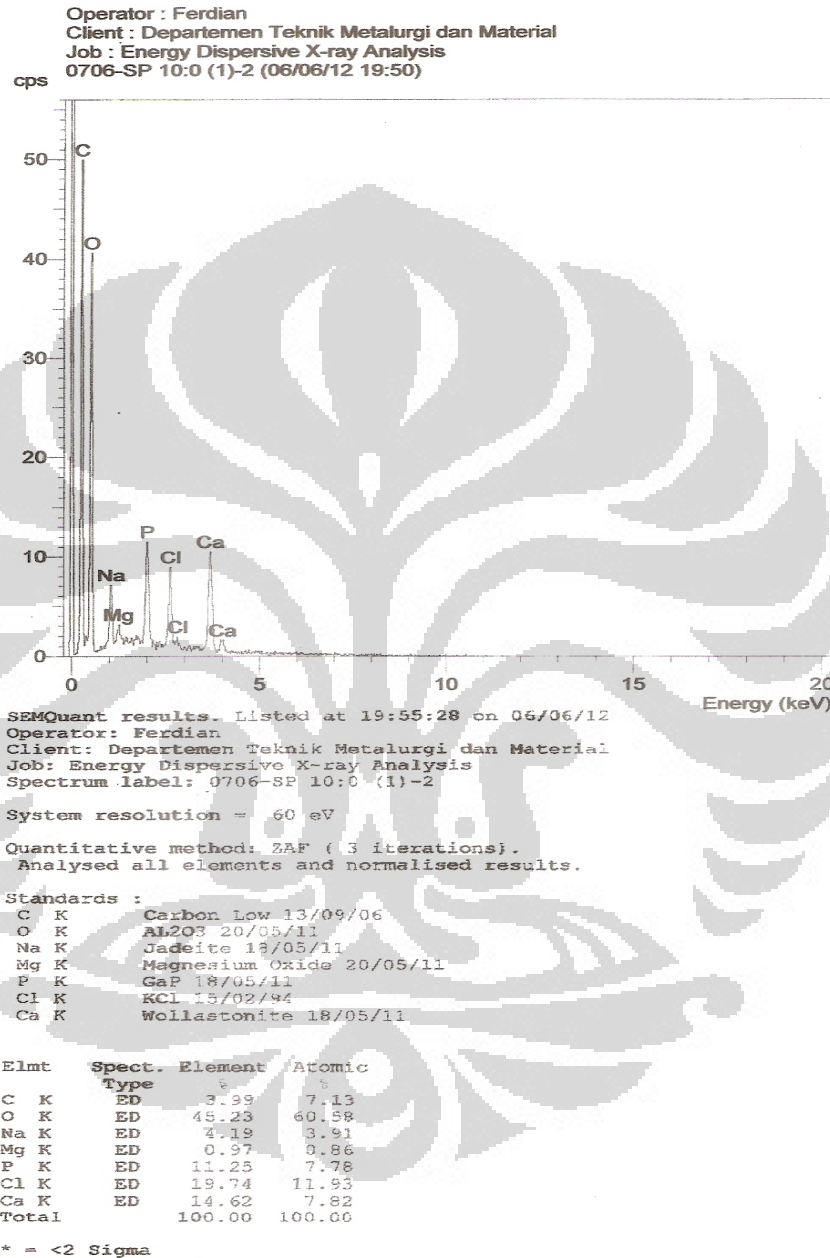 Operator : Ferdian
Client : Departemen Teknik Metalurgi dan Material
Job : Energy Dispersive X-ray Analysis
0706-SP 10:0 (1)-2 (06/06/12 19:50)
cps
50
40
30
20
10
0
C
O
Na
Mg
P
Cl
Cl
Ca
Ca
0 5 10 15 20
Energy (keV)
SEMQuant results. Listed at 19:55:28 on 06/06/12
Operator: Ferdian
Client: Departemen Teknik Metalurgi dan Material
Job: Energy Dispersive X-ray Analysis
Spectrum label: 0706-SP 10:0 (1)-2
System resolution = 60 eV
Quantitative method: ZAF ( 3 iterations).
Analysed all elements and normalised results.
Standards :
C K Carbon Low 13/09/06
O K AL2O3 20/05/11
Na K Jadeite 18/05/11
Mg K Magnesium Oxide 20/05/11
P K GaP 18/05/11
Cl K KCl 15/02/94
Ca K Wollastonite 18/05/11
Elmt Spect. Element Atomic
Type % %
C K ED 3.99 7.13
O K ED 45.23 60.58
Na K ED 4.19 3.91
Mg K ED 0.97 0.86
P K ED 11.25 7.78
Cl K ED 19.74 11.93
Ca K ED 14.62 7.82
Total 100.00 100.00
* = <2 Sigma